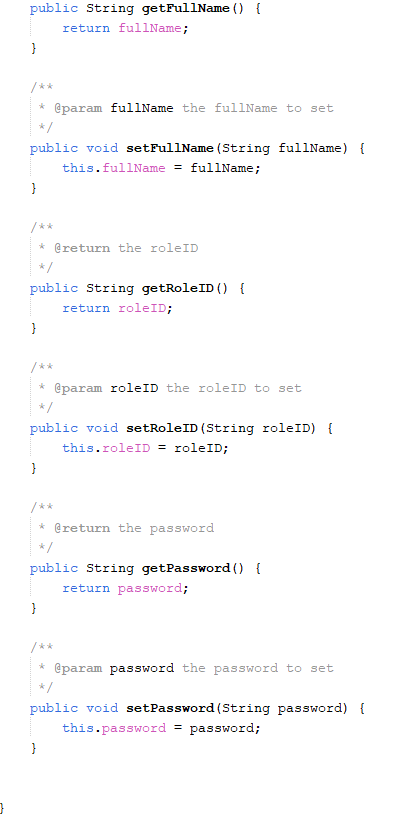 public String getFullName() {
return fullName;
}
/**
* @param fullName the fullName to set
*/
public void setFullName(String fullName) {
this.fullName = fullName;
}
/**
* @return the roleID
*/
public String getRoleID() {
return roleID;
}
/**
* @param roleID the roleID to set
*/
public void setRoleID(String roleID) {
this.roleID = roleID;
}
/**
* @return the password
*/
public String getPassword() {
return password;
}
/**
* @param password the password to set
*/
public void setPassword(String password) {
this.password = password;
}
}